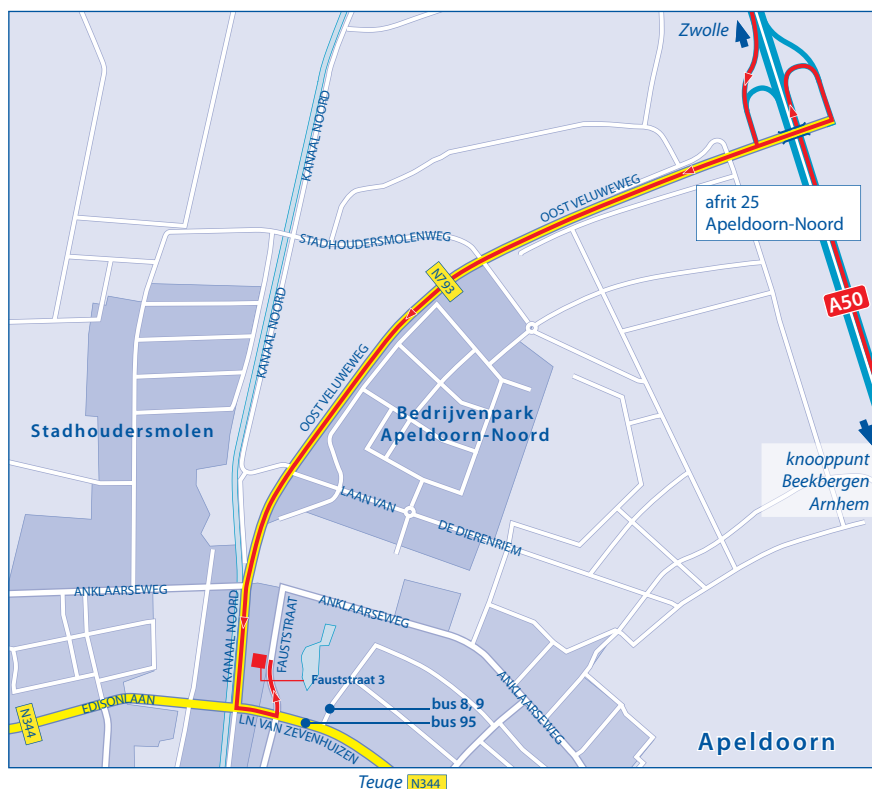 Zwolle
KANAAL NOORD
OOST VELUWEWEG
afrit 25
Apeldoorn-Noord
STADHOUDERSMOLENWEG
N793
A50
KANAAL NOORD
OOST VELUWEWEG
Bedrijvenpark
Apeldoorn-Noord
Stadhoudersmolen
knooppunt
Beekbergen
Arnhem
LAAN VAN
DE DIERENRIEM
ANKLAARSEWEG
KANAAL NOORD
FAUSTSTRAAT
ANKLAARSEWEG
Fauststraat 3
ANKLAARSEWEG
EDISONLAAN
N344
LN. VAN ZEVENHUIZEN
bus 8, 9
bus 95
Apeldoorn
Teuge N344